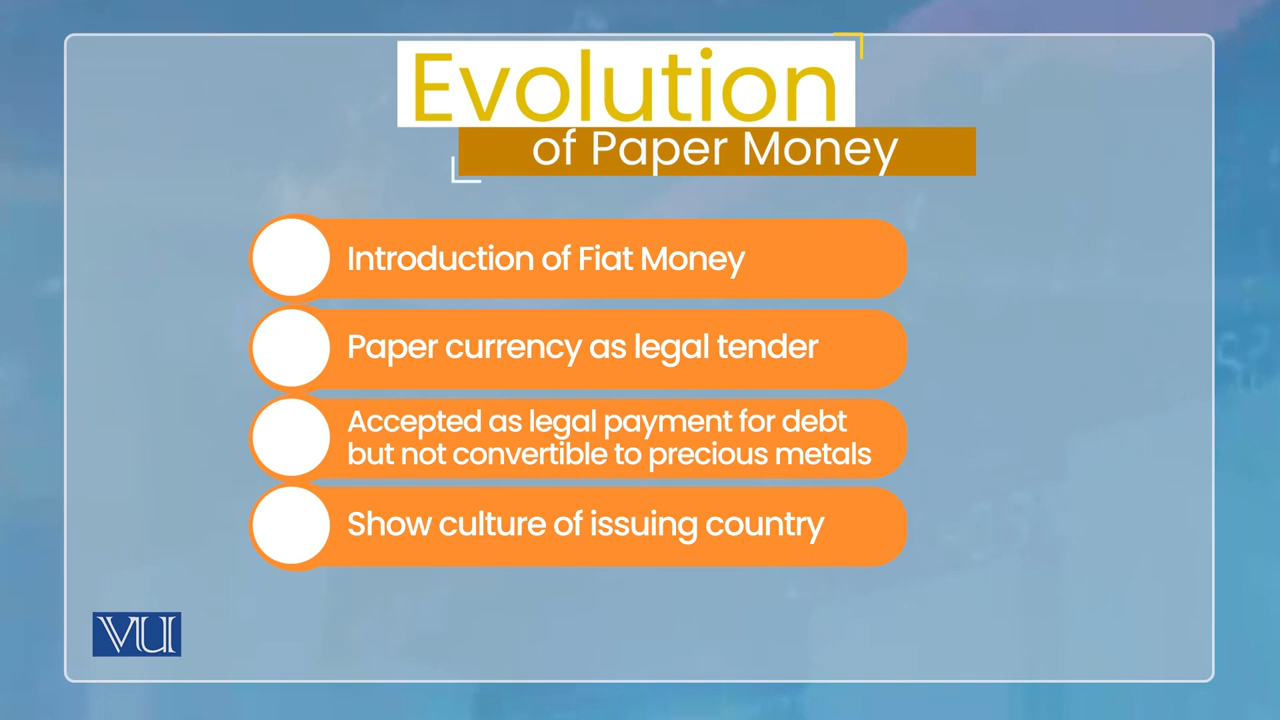 Evolution
of Paper Money
Introduction of Fiat Money
Paper currency as legal tender
Accepted as legal payment for debt
but not convertible to precious metals
Show culture of issuing country
VU